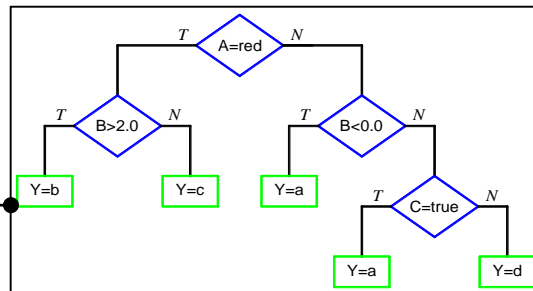 T A=red N
T B>2.0 N T B<0.0 N
Y=b Y=c Y=a T C=true N
Y=a Y=d